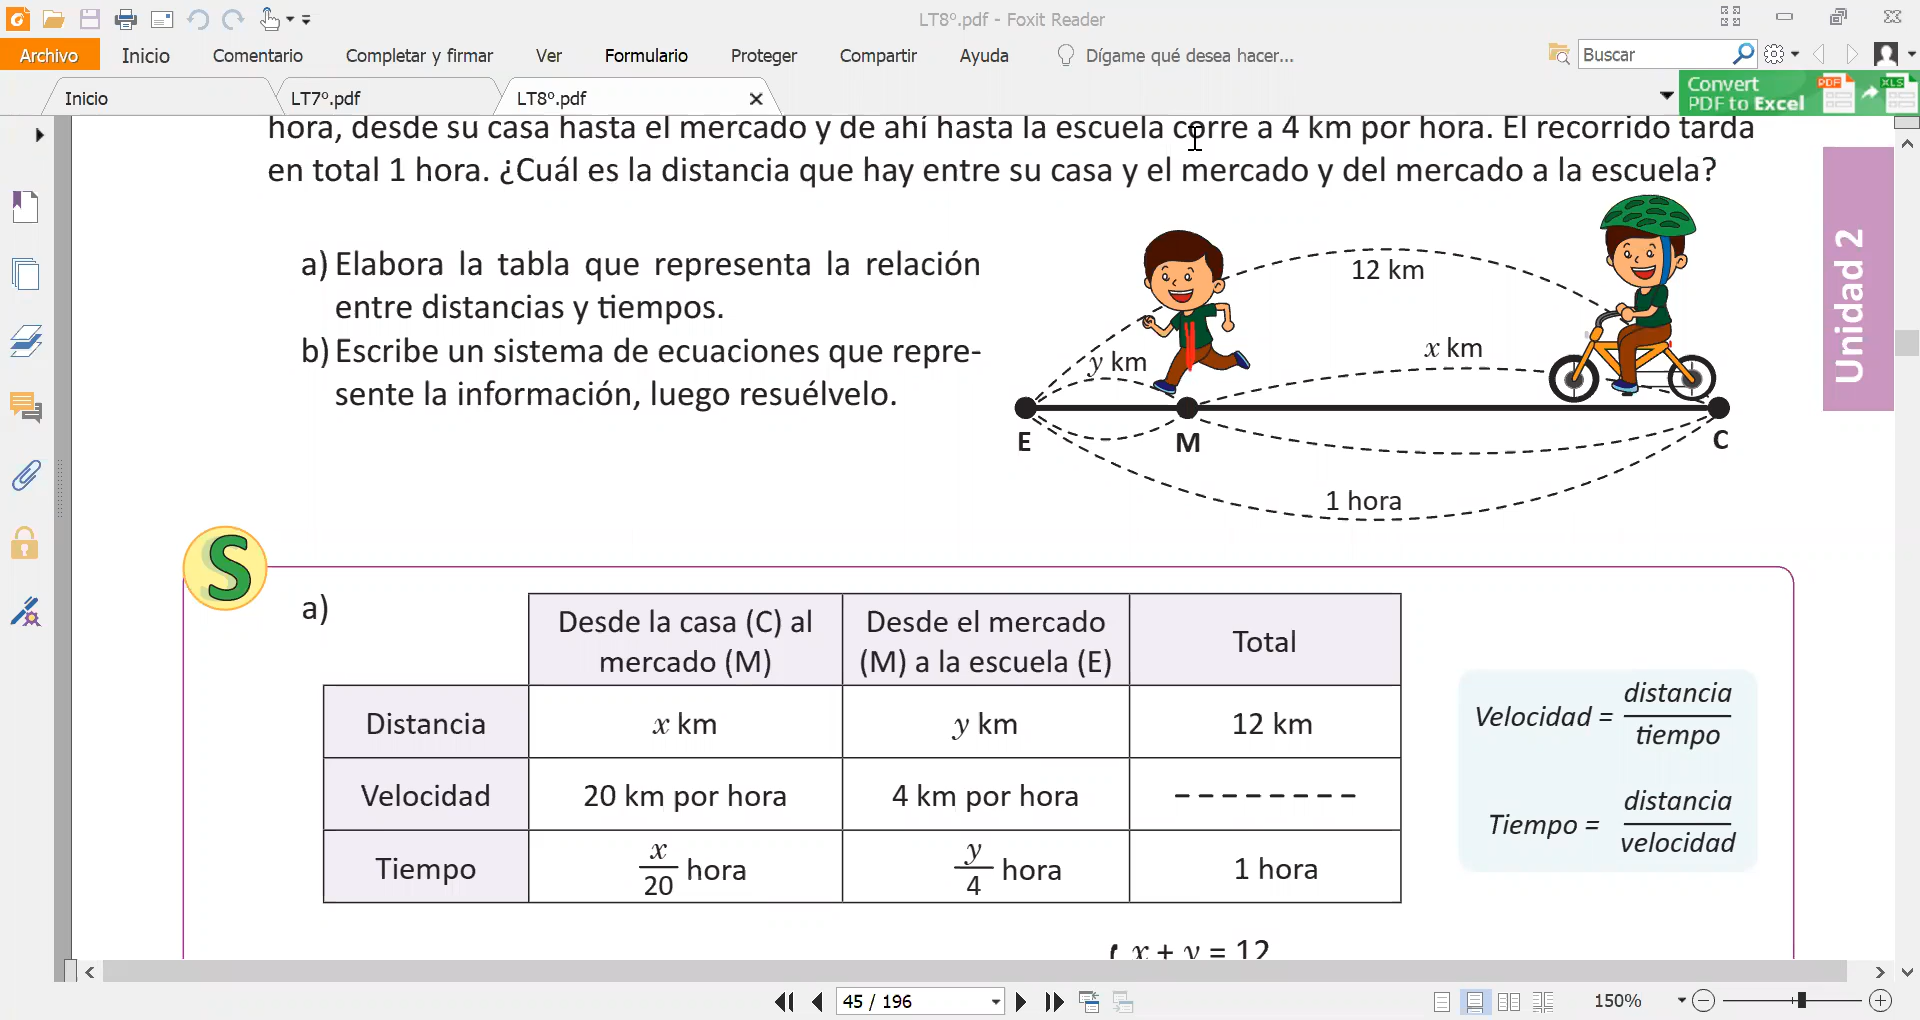 LT8º.pdf - Foxit Reader
Archivo Inicio Comentario Completar y firmar Ver Formulario Proteger Compartir Ayuda Dígame qué desea hacer... Buscar
Inicio LT7º.pdf LT8º.pdf
Convert PDF XLS
PDF to Excel
hora, desde su casa hasta el mercado y de ahí hasta la escuela corre a 4 km por hora. El recorrido tarda
en total 1 hora. ¿Cuál es la distancia que hay entre su casa y el mercado y del mercado a la escuela?
a) Elabora la tabla que representa la relación
entre distancias y tiempos.
b) Escribe un sistema de ecuaciones que repre-
sente la información, luego resuélvelo.
12 km
y km
x km
E M C
1 hora
Unidad 2
S
a)
Desde la casa (C) al
mercado (M)
Desde el mercado
(M) a la escuela (E)
Total
Distancia x km y km 12 km
Velocidad 20 km por hora 4 km por hora --------
Tiempo x/20 hora y/4 hora 1 hora
Velocidad = distancia/tiempo
Tiempo = distancia/velocidad
{ x + y = 12
45 / 196
150%